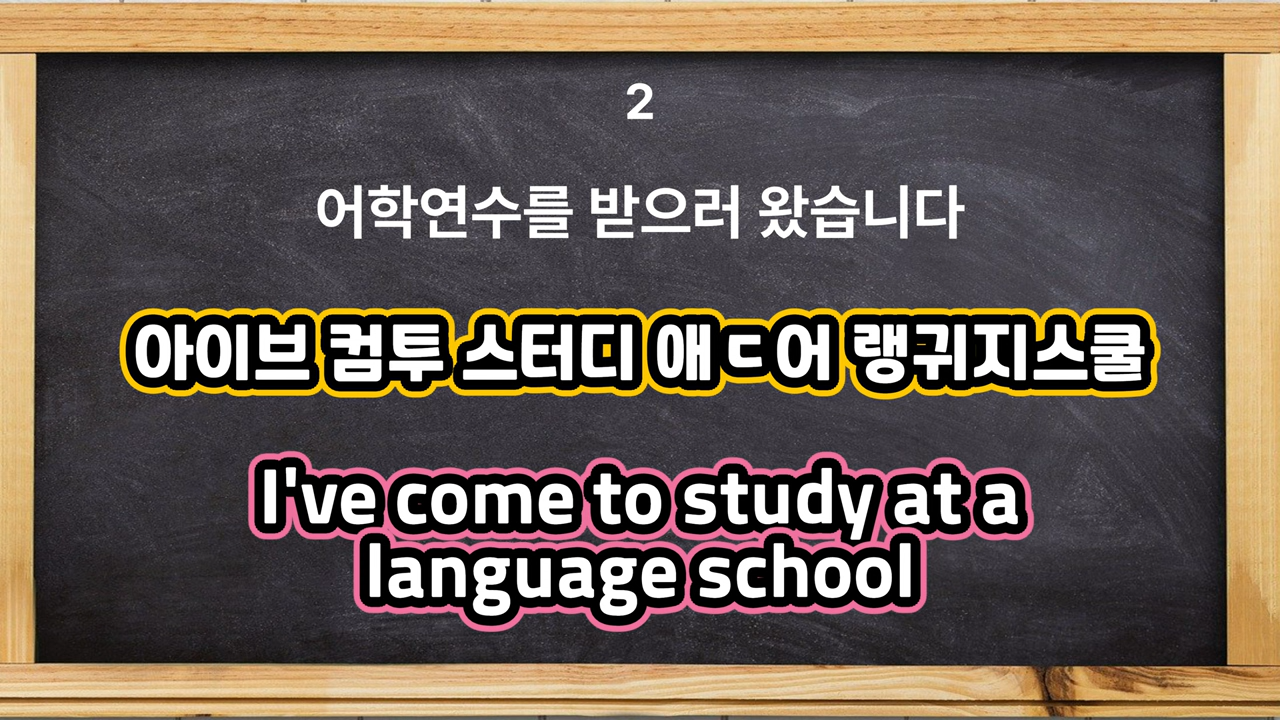 2
어학연수를 받으러 왔습니다
아이브 컴투 스터디 애ㄷ어 랭귀지스쿨
I've come to study at a
language school